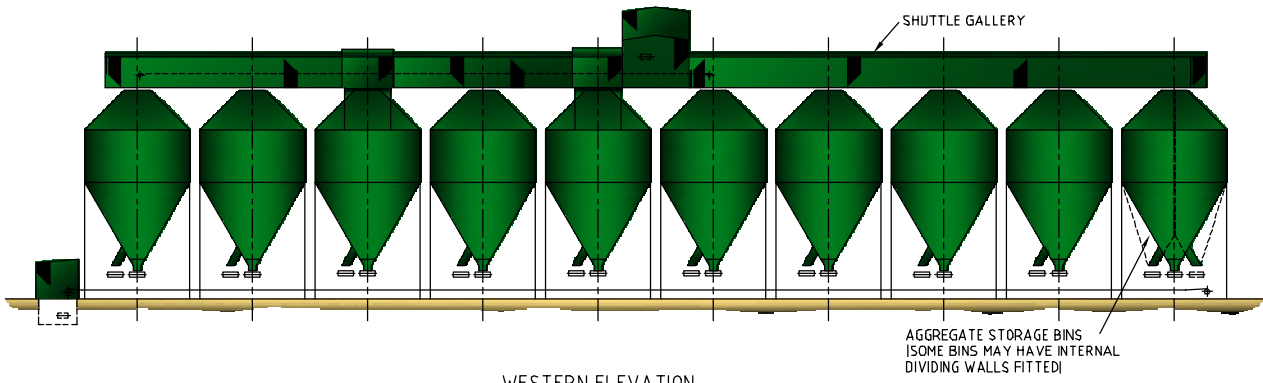 SHUTTLE GALLERY
AGGREGATE STORAGE BINS
|SOME BINS MAY HAVE INTERNAL
DIVIDING WALLS FITTED|
WESTERN ELEVATION